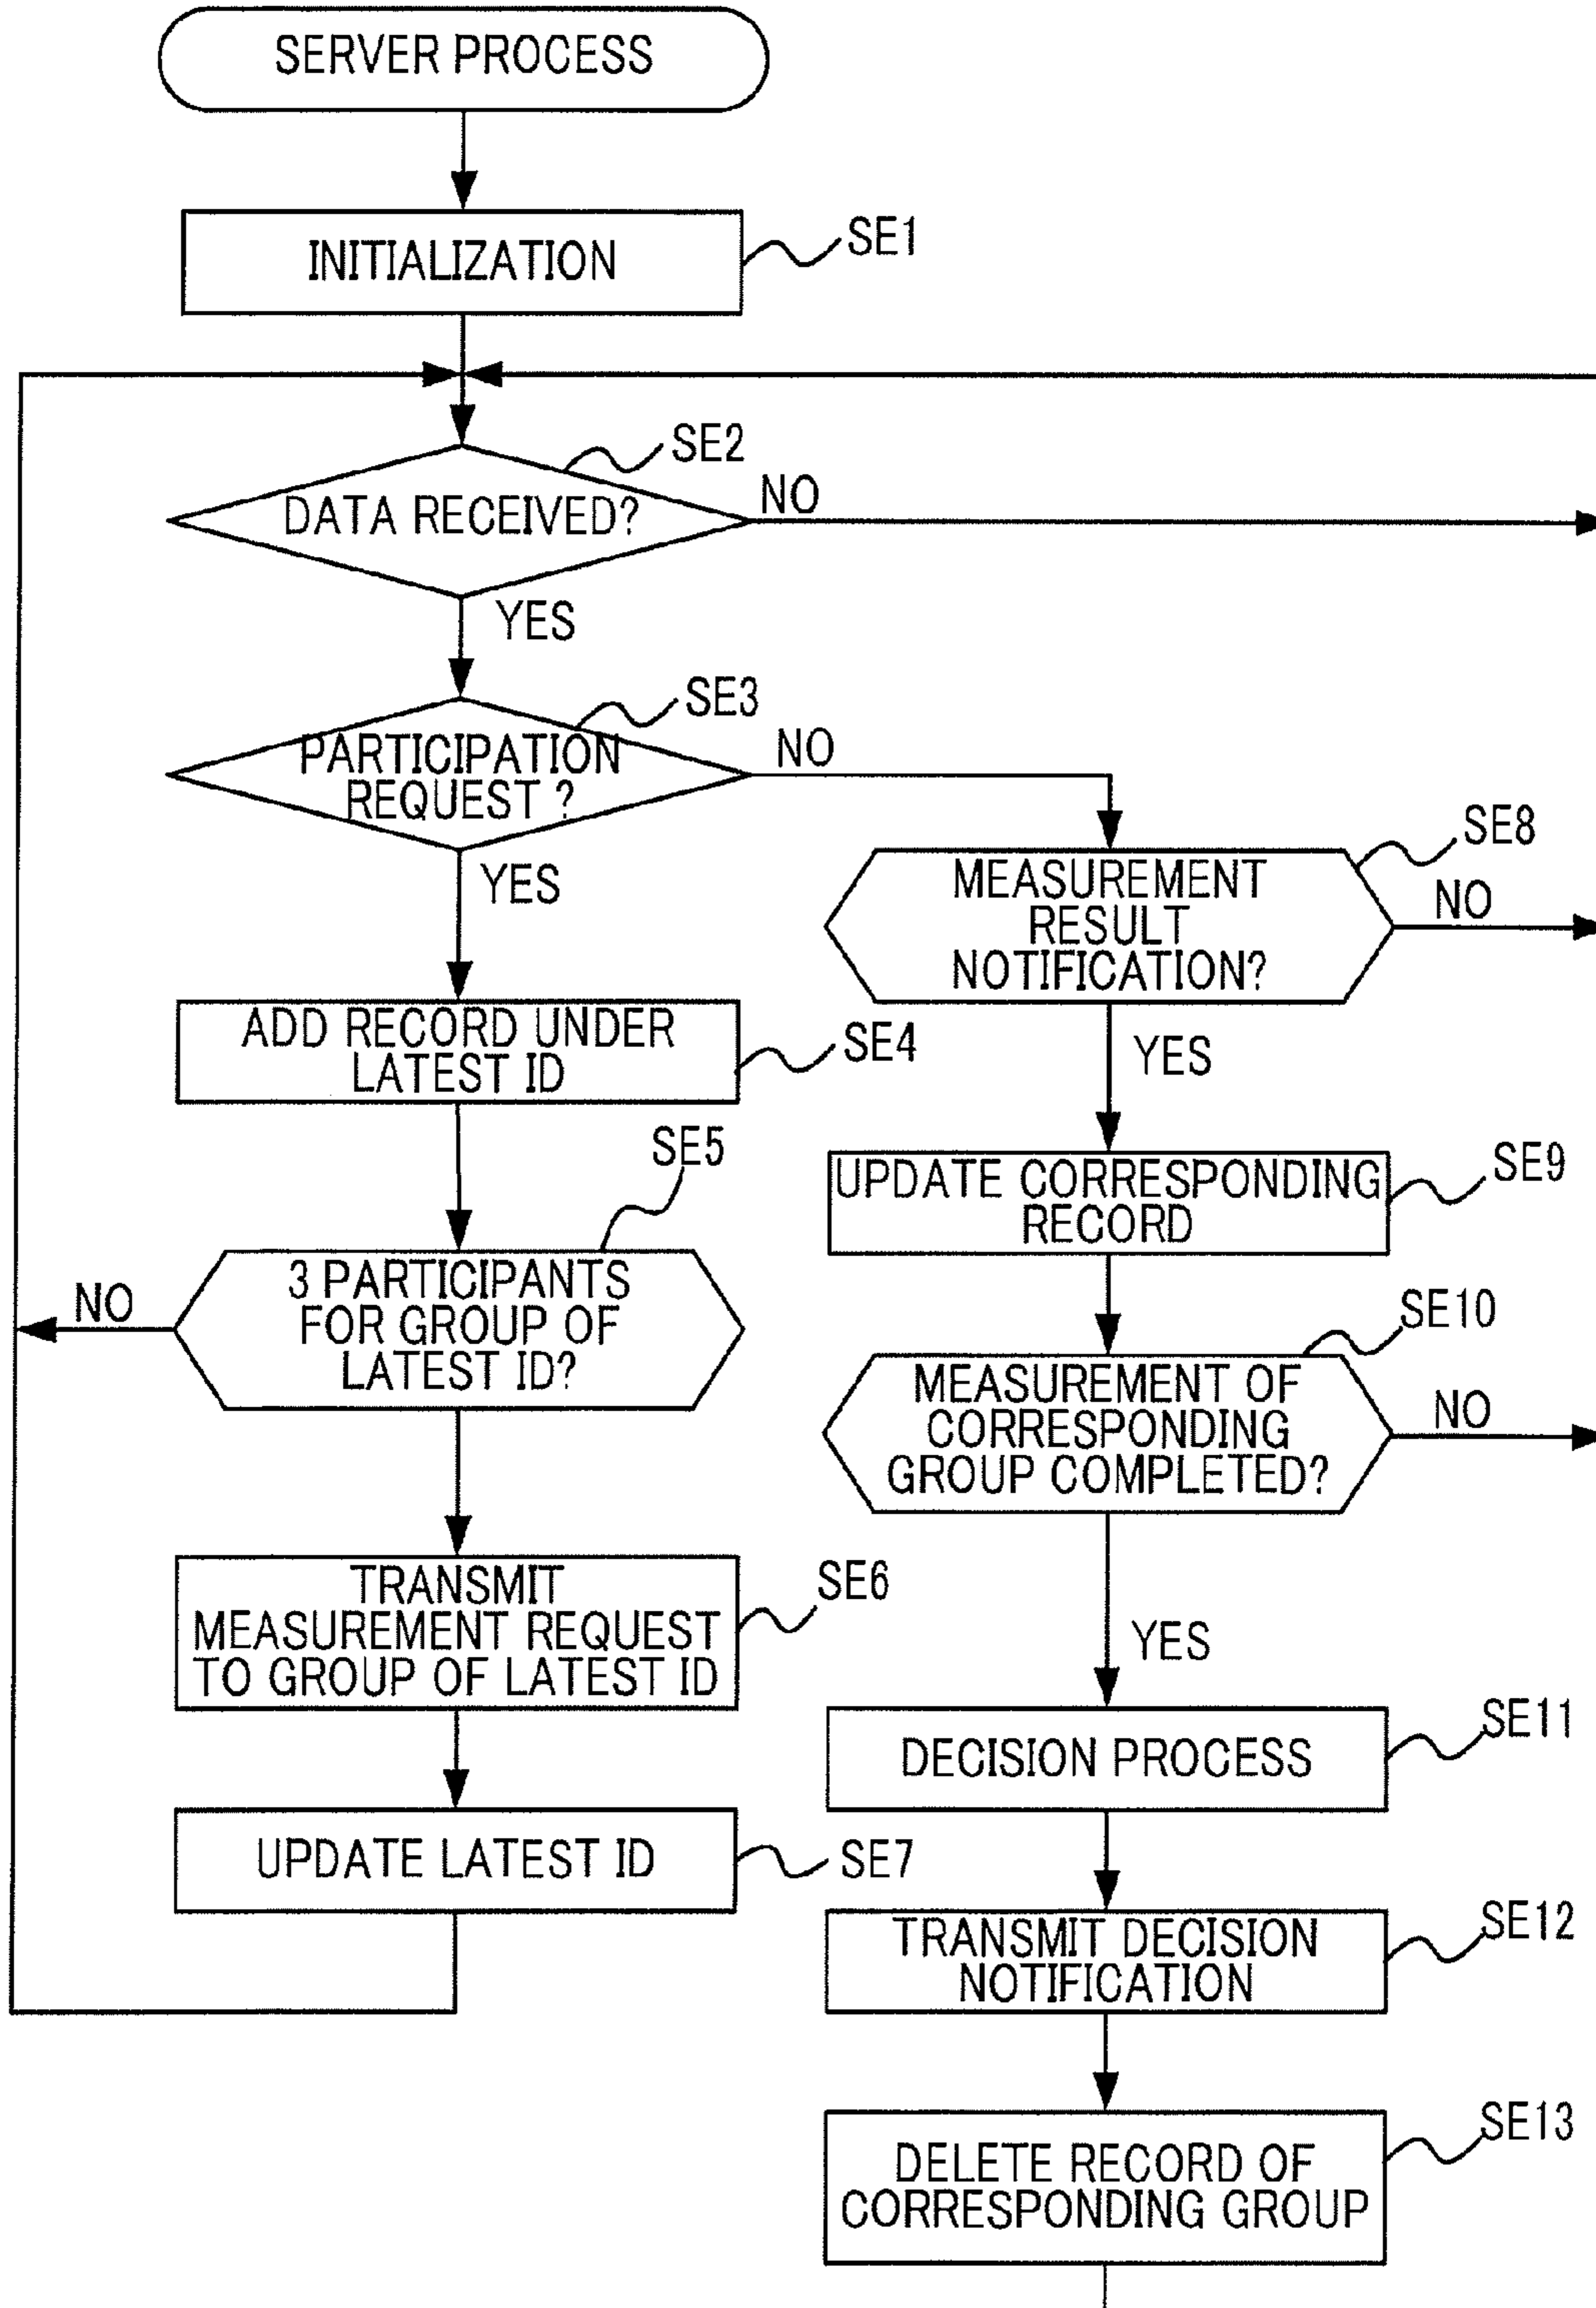 SERVER PROCESS
INITIALIZATION
SE1
SE2
DATA RECEIVED?
NO
YES
SE3
PARTICIPATION
REQUEST ?
NO
YES
SE8
MEASUREMENT
RESULT
NOTIFICATION?
NO
YES
ADD RECORD UNDER
LATEST ID
SE4
SE5
3 PARTICIPANTS
FOR GROUP OF
LATEST ID?
NO
UPDATE CORRESPONDING
RECORD
SE9
SE10
MEASUREMENT OF
CORRESPONDING
GROUP COMPLETED?
NO
YES
TRANSMIT
MEASUREMENT REQUEST
TO GROUP OF LATEST ID
SE6
UPDATE LATEST ID
SE7
DECISION PROCESS
SE11
TRANSMIT DECISION
NOTIFICATION
SE12
DELETE RECORD OF
CORRESPONDING GROUP
SE13